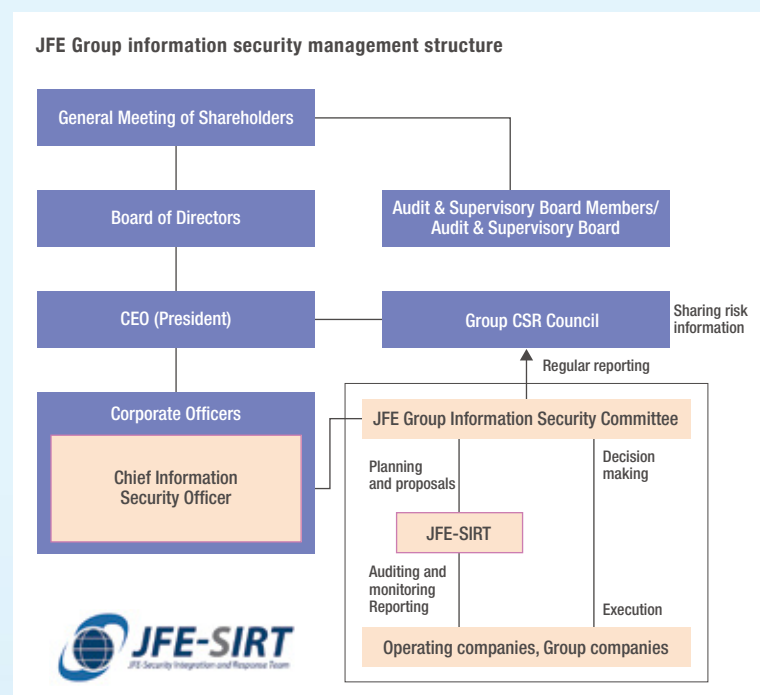 JFE Group information security management structure
General Meeting of Shareholders
Board of Directors
Audit & Supervisory Board Members/
Audit & Supervisory Board
CEO (President)
Group CSR Council
Sharing risk
information
Regular reporting
Corporate Officers
Chief Information
Security Officer
JFE Group Information Security Committee
Planning
and proposals
Decision
making
JFE-SIRT
Auditing and
monitoring
Reporting
Execution
Operating companies, Group companies
JFE-SIRT
JFE-Security Integration and Response Team